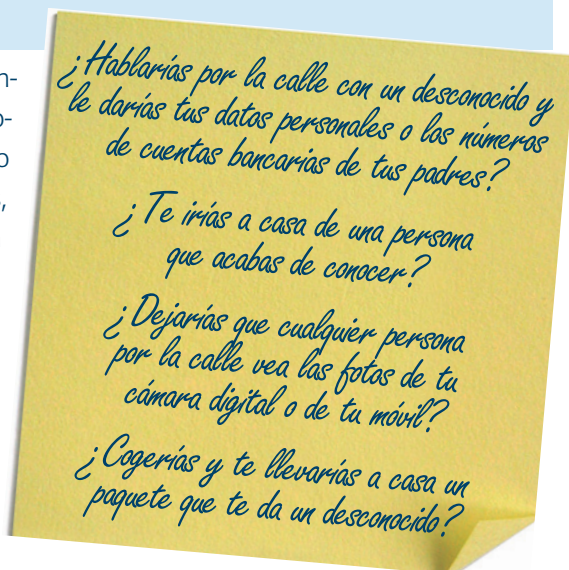 n-
o-
o
,
¿Hablarías por la calle con un desconocido y
le darías tus datos personales o los números
de cuentas bancarias de tus padres?
¿Te irías a casa de una persona
que acabas de conocer?
¿Dejarías que cualquier persona
por la calle vea las fotos de tu
cámara digital o de tu móvil?
¿Cogerías y te llevarías a casa un
paquete que te da un desconocido?